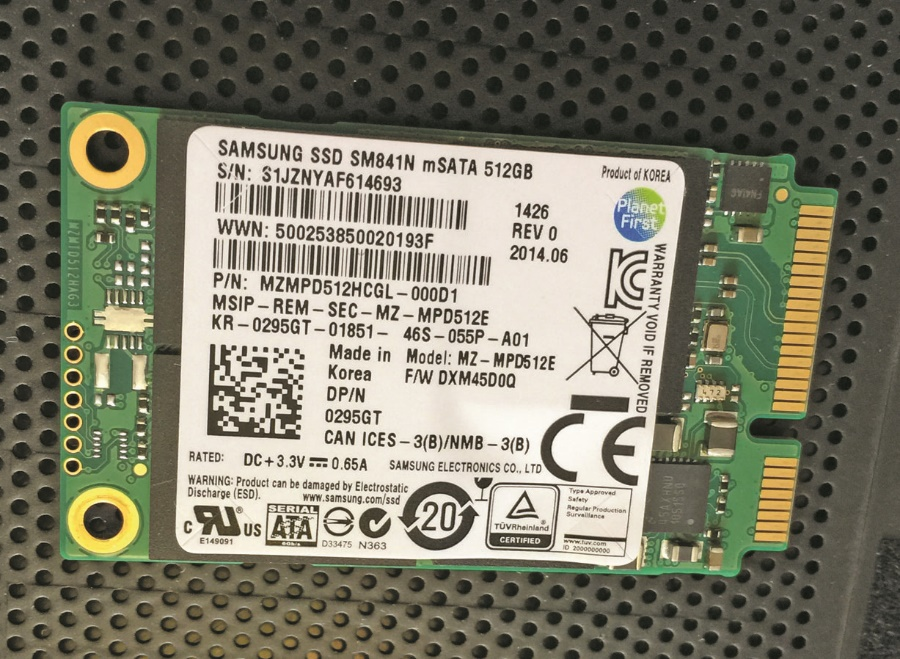 SAMSUNG SSD SM841N mSATA 512GB
S/N: S1JZNYAF614693
Product of KOREA
WWN: 500253850020193F
1426
REV 0
2014.06
Planet First
P/N: MZMPD512HCGL-000D1
MSIP-REM-SEC-MZ-MPD512E
KR-0295GT-01851- 46S-055P-A01
WARRANTY VOID IF REMOVED
Made in
Korea
Model: MZ-MPD512E
F/W DXM45D0Q
DP/N
0295GT
CAN ICES-3(B)/NMB-3(B)
CE
RATED: DC+3.3V 0.65A
SAMSUNG ELECTRONICS CO., LTD
WARNING: Product can be damaged by Electrostatic
Discharge (ESD).
www.samsung.com/ssd
C US
E149091
SERIAL
ATA
D33475
N363
20
TÜVRheinland
CERTIFIED
Type Approved
Safety
Regular Production
Surveillance
www.tuv.com
ID 2000000000